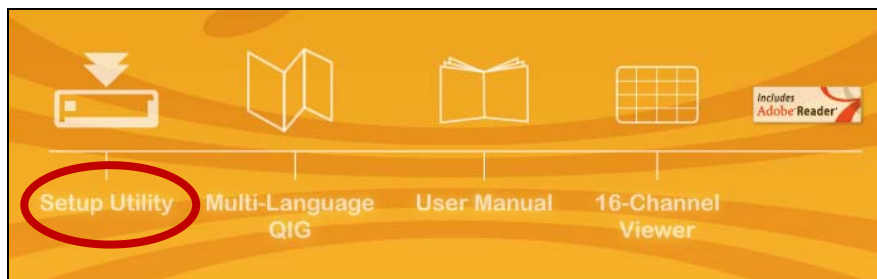 Includes
Adobe Reader
Setup Utility
Multi-Language
QIG
User Manual
16-Channel
Viewer